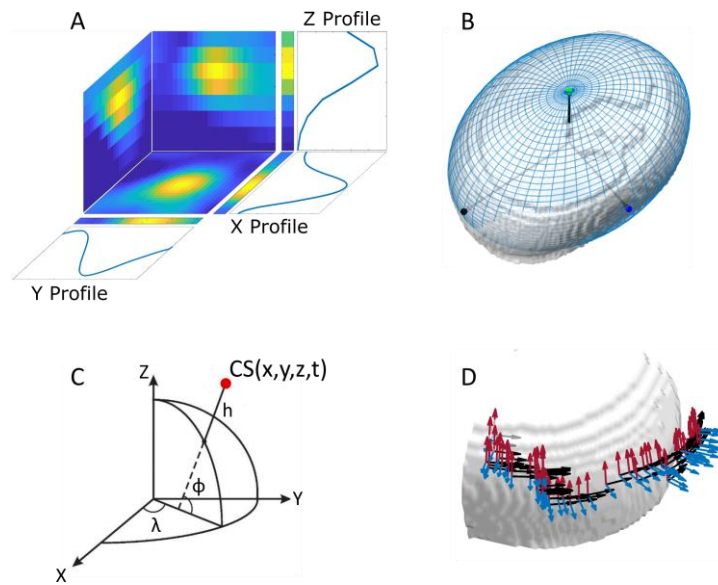 A
Z Profile
X Profile
Y Profile
B
C
Z
CS(x,y,z,t)
h
ϕ
λ
Y
X
D